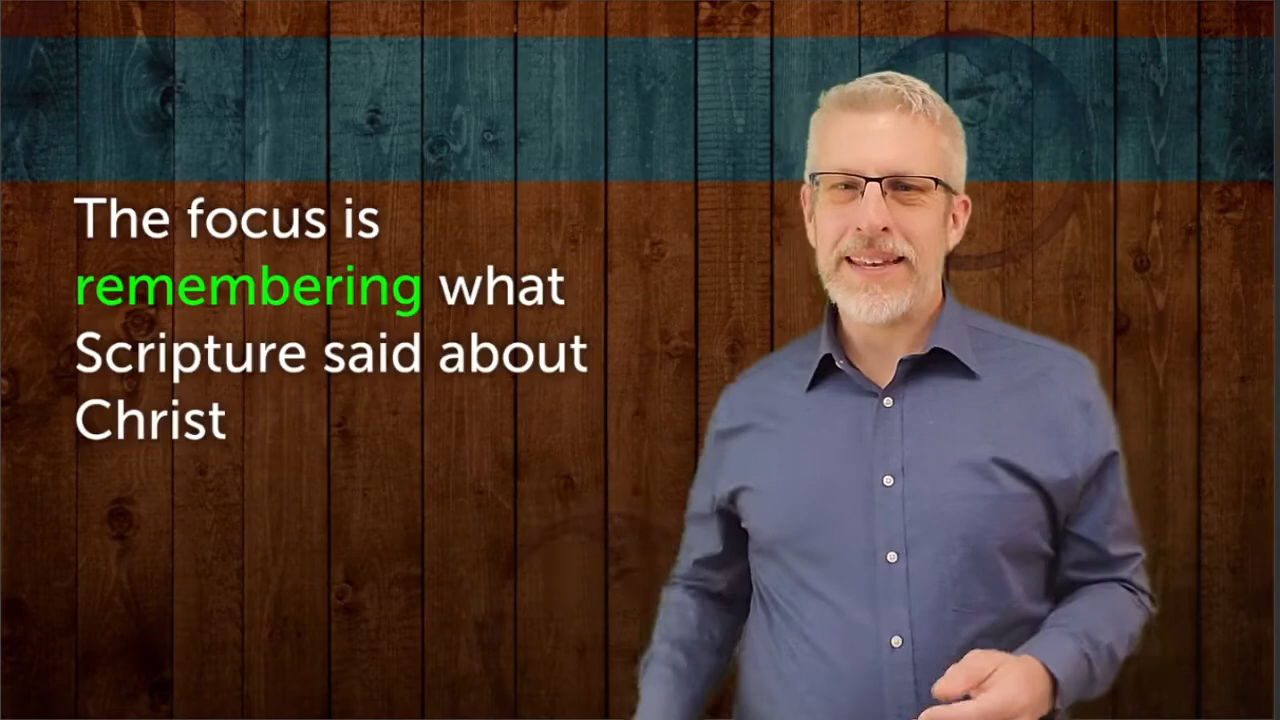 The focus is
remembering what
Scripture said about
Christ